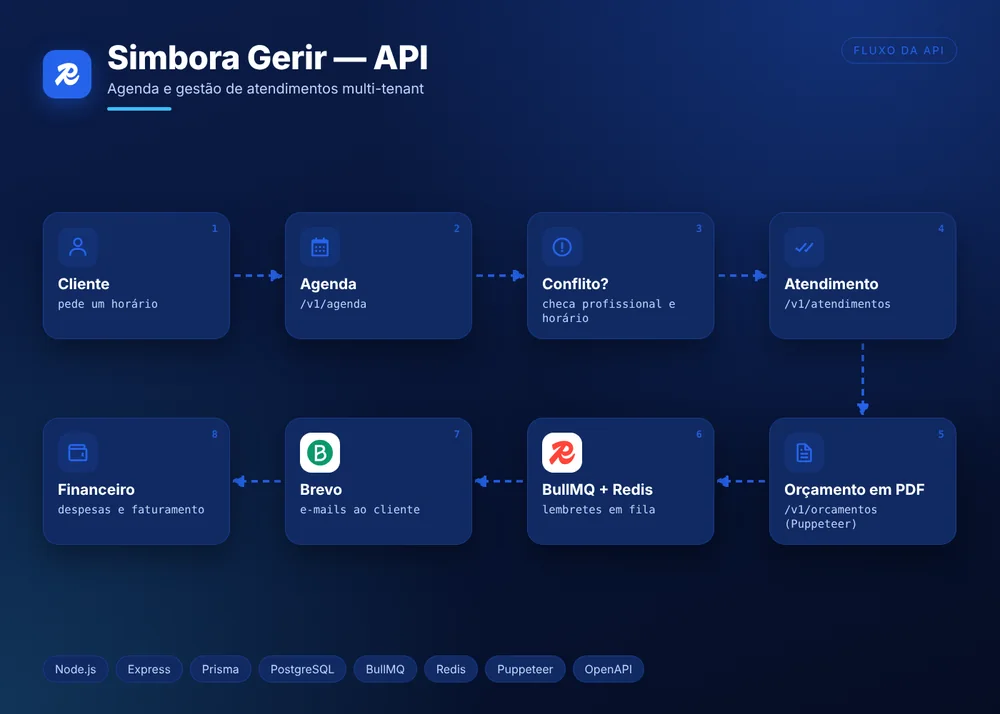 Simbora Gerir — API
Agenda e gestão de atendimentos multi-tenant
FLUXO DA API
1
Cliente
pede um horário
2
Agenda
/v1/agenda
3
Conflito?
checa profissional e
horário
4
Atendimento
/v1/atendimentos
5
Orçamento em PDF
/v1/orcamentos
(Puppeteer)
6
BullMQ + Redis
lembretes em fila
7
Brevo
e-mails ao cliente
8
Financeiro
despesas e faturamento
Node.js
Express
Prisma
PostgreSQL
BullMQ
Redis
Puppeteer
OpenAPI